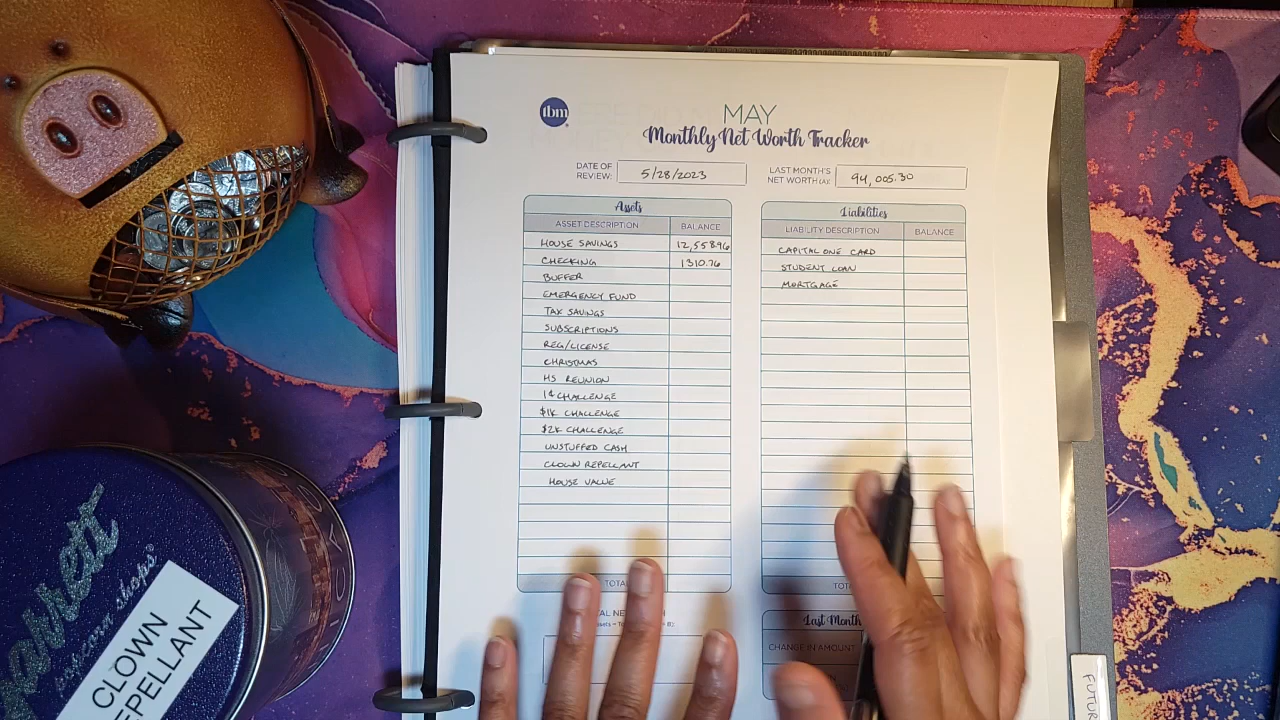 tbm
MAY
Monthly Net Worth Tracker
DATE OF REVIEW: 5/28/2023
LAST MONTH'S NET WORTH (A): 94,005.30
Assets
ASSET DESCRIPTION BALANCE
HOUSE SAVINGS 12,558.96
CHECKING 1310.76
BUFFER
EMERGENCY FUND
TAX SAVINGS
SUBSCRIPTIONS
REG/LICENSE
CHRISTMAS
HS REUNION
1¢ CHALLENGE
$1K CHALLENGE
$2K CHALLENGE
UNSTUFFED CASH
CLOWN REPELLANT
HOUSE VALUE
TOTAL
Liabilities
LIABILITY DESCRIPTION BALANCE
CAPITAL ONE CARD
STUDENT LOAN
MORTGAGE
Last Month
CHANGE IN AMOUNT
Garrett
popcorn shops®
CLOWN
REPELLANT
FUTUR